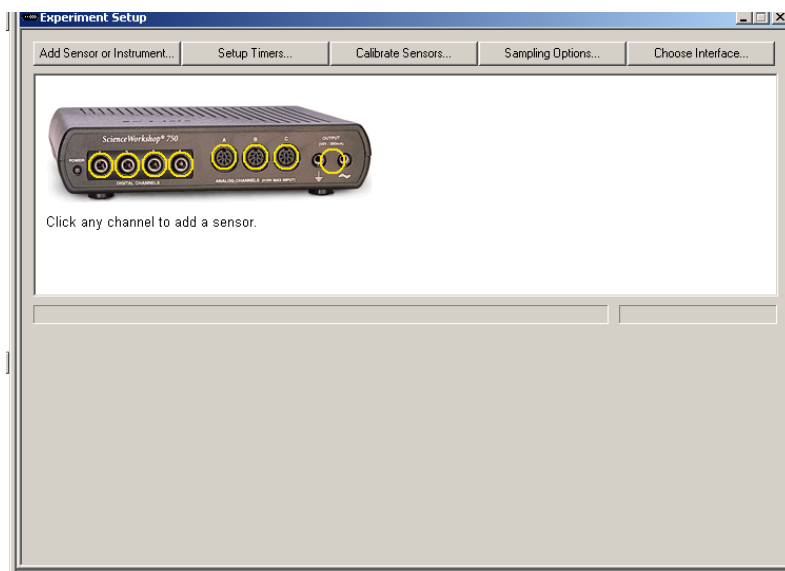 Experiment Setup
Add Sensor or Instrument... Setup Timers... Calibrate Sensors... Sampling Options... Choose Interface...
ScienceWorkshop® 750
A B C OUTPUT
POWER
DIGITAL CHANNELS
ANALOG CHANNELS
Click any channel to add a sensor.